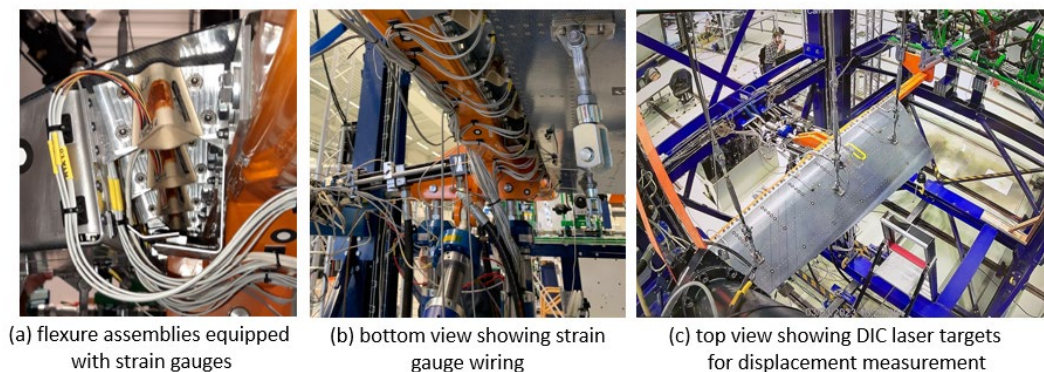 (a) flexure assemblies equipped
with strain gauges
(b) bottom view showing strain
gauge wiring
(c) top view showing DIC laser targets
for displacement measurement